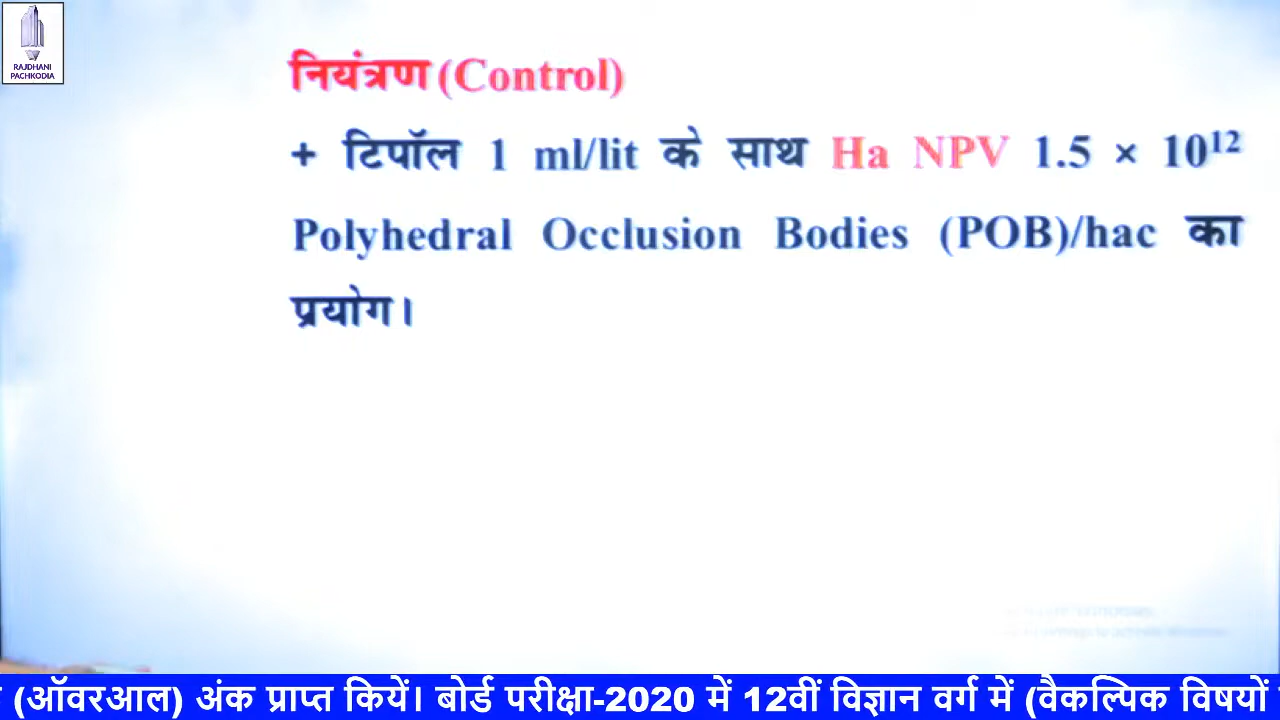 RAJDHANI
PACHKODIA
नियंत्रण (Control)
+ टिपॉल 1 ml/lit के साथ Ha NPV 1.5 × 10¹²
Polyhedral Occlusion Bodies (POB)/hac का
प्रयोग।
(ऑवरआल) अंक प्राप्त कियें। बोर्ड परीक्षा-2020 में 12वीं विज्ञान वर्ग में (वैकल्पिक विषयों